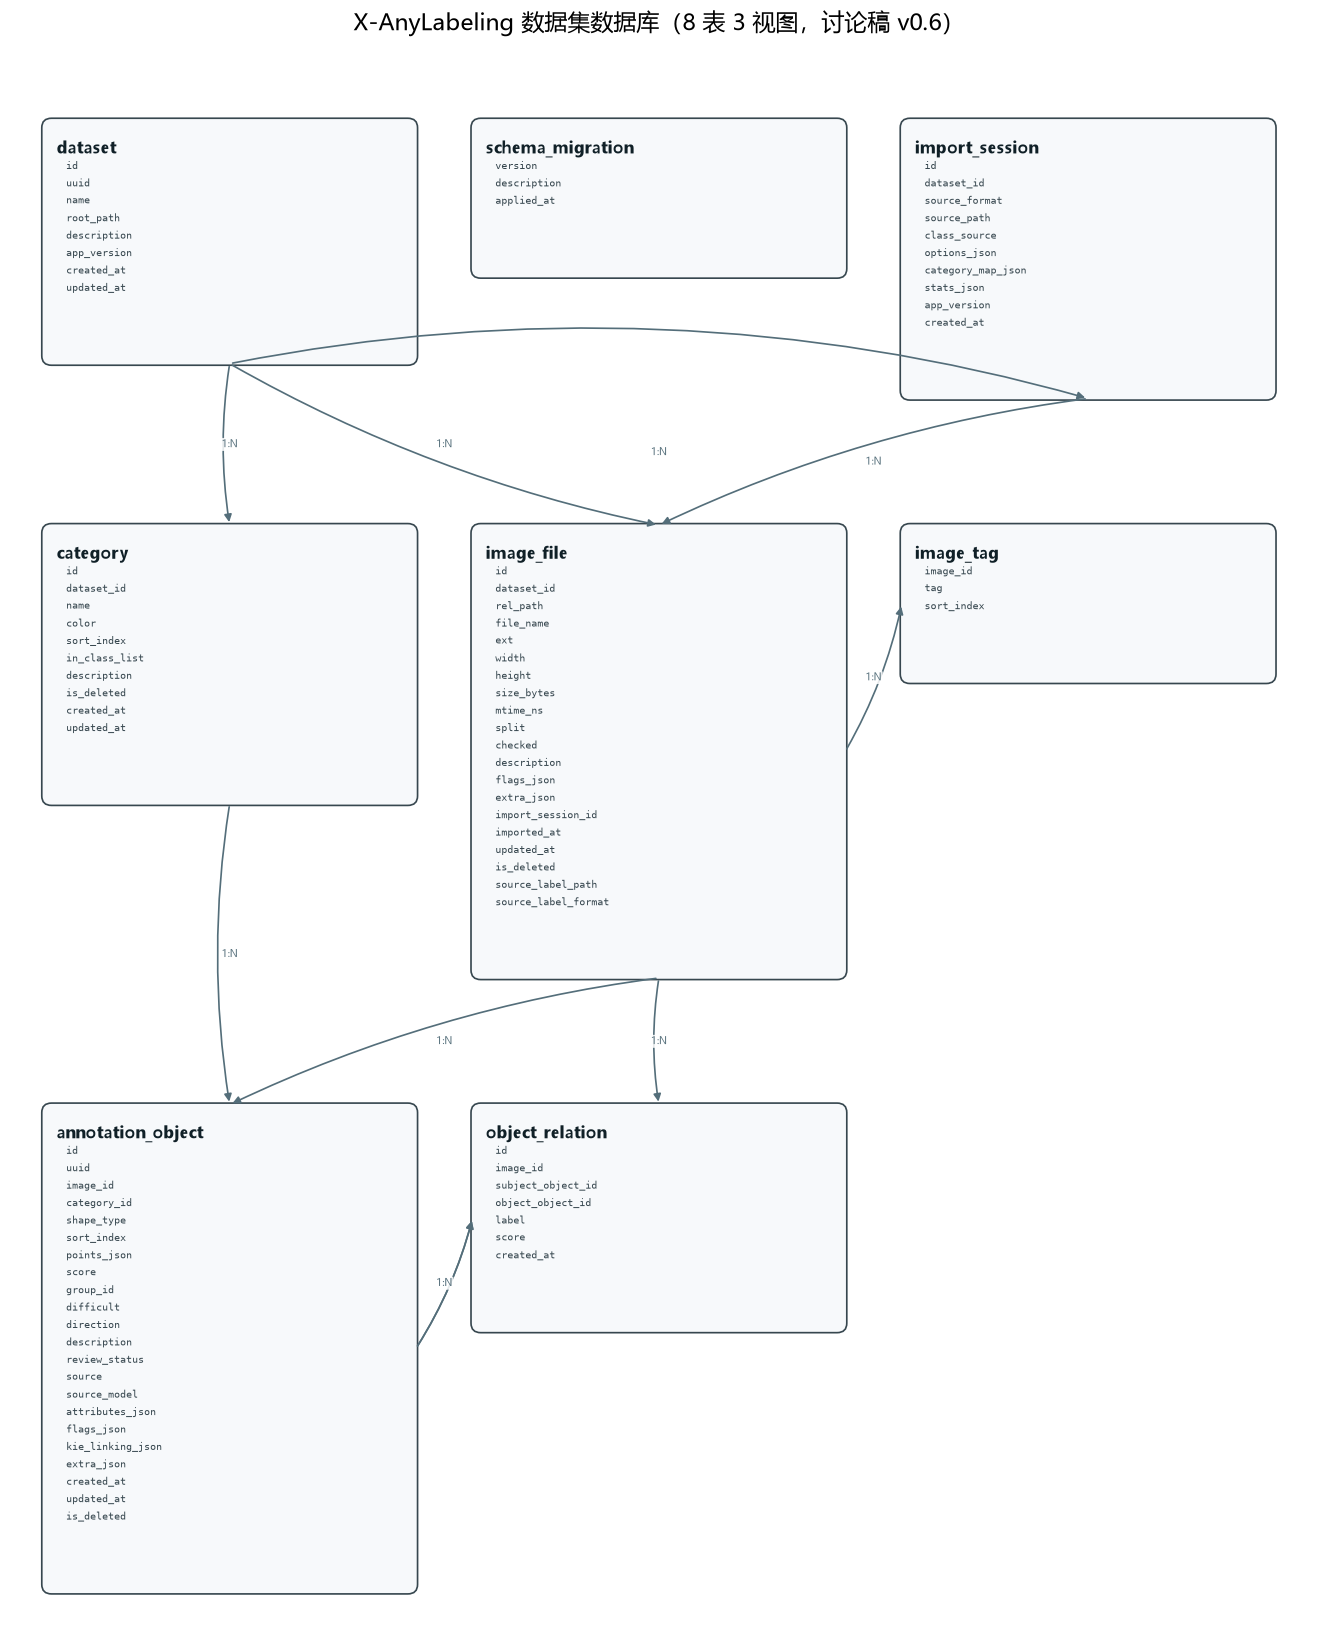 X-AnyLabeling 数据集数据库（8 表 3 视图，讨论稿 v0.6）
dataset
id
uuid
name
root_path
description
app_version
created_at
updated_at
schema_migration
version
description
applied_at
import_session
id
dataset_id
source_format
source_path
class_source
options_json
category_map_json
stats_json
app_version
created_at
1:N
1:N
1:N
1:N
category
id
dataset_id
name
color
sort_index
in_class_list
description
is_deleted
created_at
updated_at
image_file
id
dataset_id
rel_path
file_name
ext
width
height
size_bytes
mtime_ns
split
checked
description
flags_json
extra_json
import_session_id
imported_at
updated_at
is_deleted
source_label_path
source_label_format
image_tag
image_id
tag
sort_index
1:N
1:N
1:N
1:N
annotation_object
id
uuid
image_id
category_id
shape_type
sort_index
points_json
score
group_id
difficult
direction
description
review_status
source
source_model
attributes_json
flags_json
kie_linking_json
extra_json
created_at
updated_at
is_deleted
1:N
object_relation
id
image_id
subject_object_id
object_object_id
label
score
created_at